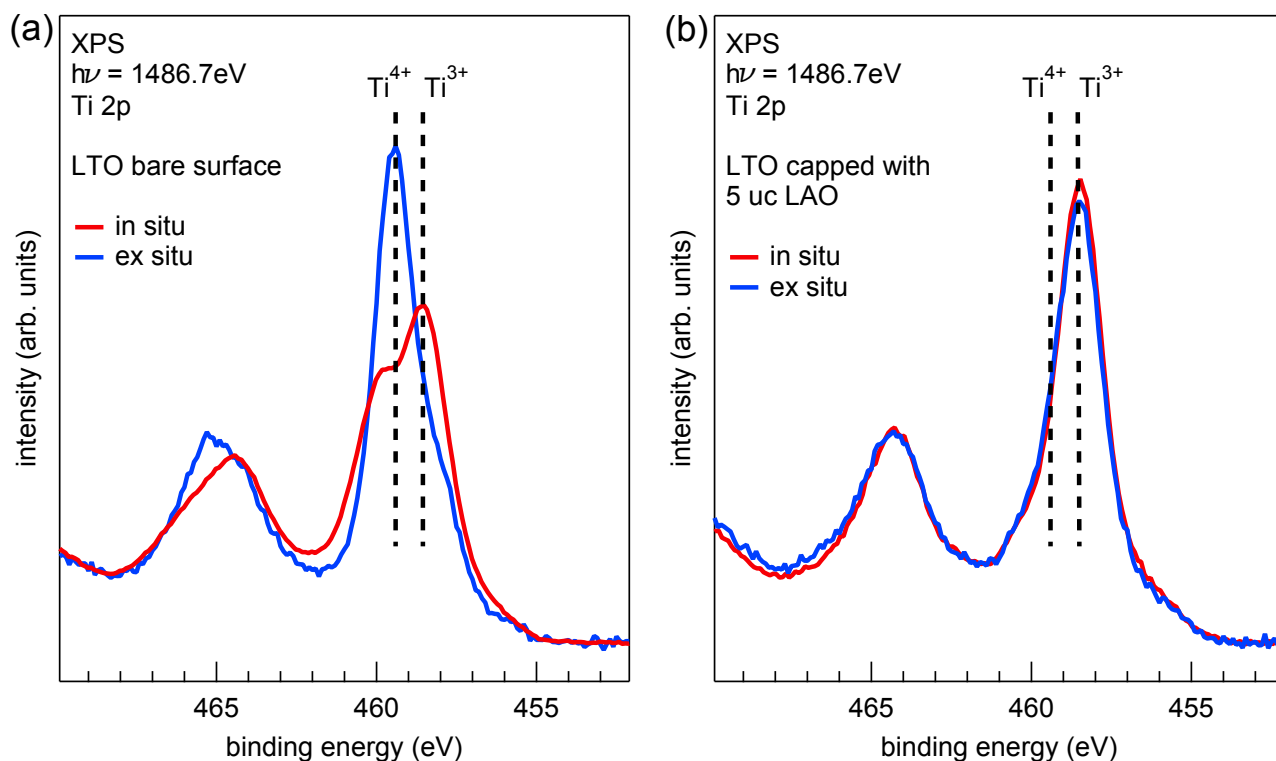 (a)
XPS
hν = 1486.7eV
Ti 2p
Ti4+ Ti3+
LTO bare surface
in situ
ex situ
intensity (arb. units)
465 460 455
binding energy (eV)
(b)
XPS
hν = 1486.7eV
Ti 2p
Ti4+ Ti3+
LTO capped with
5 uc LAO
in situ
ex situ
intensity (arb. units)
465 460 455
binding energy (eV)